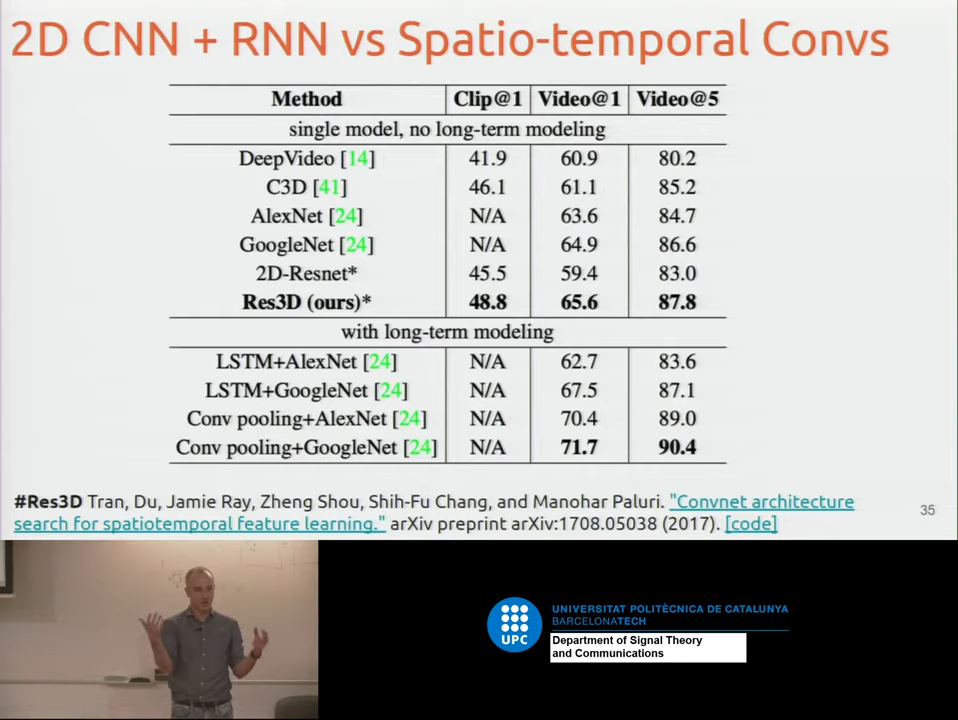 2D CNN + RNN vs Spatio-temporal Convs
Method Clip@1 Video@1 Video@5
single model, no long-term modeling
DeepVideo [14] 41.9 60.9 80.2
C3D [41] 46.1 61.1 85.2
AlexNet [24] N/A 63.6 84.7
GoogleNet [24] N/A 64.9 86.6
2D-Resnet* 45.5 59.4 83.0
Res3D (ours)* 48.8 65.6 87.8
with long-term modeling
LSTM+AlexNet [24] N/A 62.7 83.6
LSTM+GoogleNet [24] N/A 67.5 87.1
Conv pooling+AlexNet [24] N/A 70.4 89.0
Conv pooling+GoogleNet [24] N/A 71.7 90.4
#Res3D Tran, Du, Jamie Ray, Zheng Shou, Shih-Fu Chang, and Manohar Paluri. "Convnet architecture
search for spatiotemporal feature learning." arXiv preprint arXiv:1708.05038 (2017). [code]
35
UPC
UNIVERSITAT POLITÈCNICA DE CATALUNYA
BARCELONATECH
Department of Signal Theory
and Communications